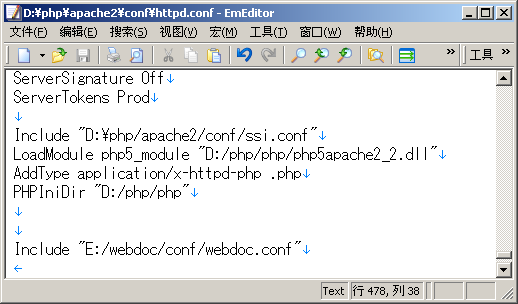 D:¥php¥apache2¥conf¥httpd.conf - EmEditor
文件(F) 编辑(E) 搜索(S) 视图(V) 宏(M) 工具(T) 窗口(W) 帮助(H)
» 工具 »
ServerSignature Off↓
ServerTokens Prod↓
↓
Include "D:¥php/apache2/conf/ssi.conf"↓
LoadModule php5_module "D:/php/php/php5apache2_2.dll"↓
AddType application/x-httpd-php .php↓
PHPIniDir "D:/php/php"↓
↓
↓
Include "E:/webdoc/conf/webdoc.conf"↓
←
Text 行 478, 列 38